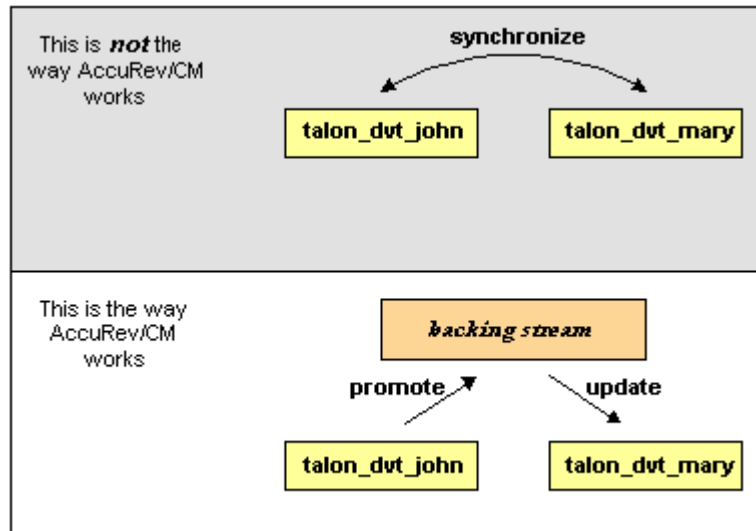 This is not the
way AccuRev/CM
works
synchronize
talon_dvt_john
talon_dvt_mary
This is the way
AccuRev/CM
works
backing stream
promote
update
talon_dvt_john
talon_dvt_mary